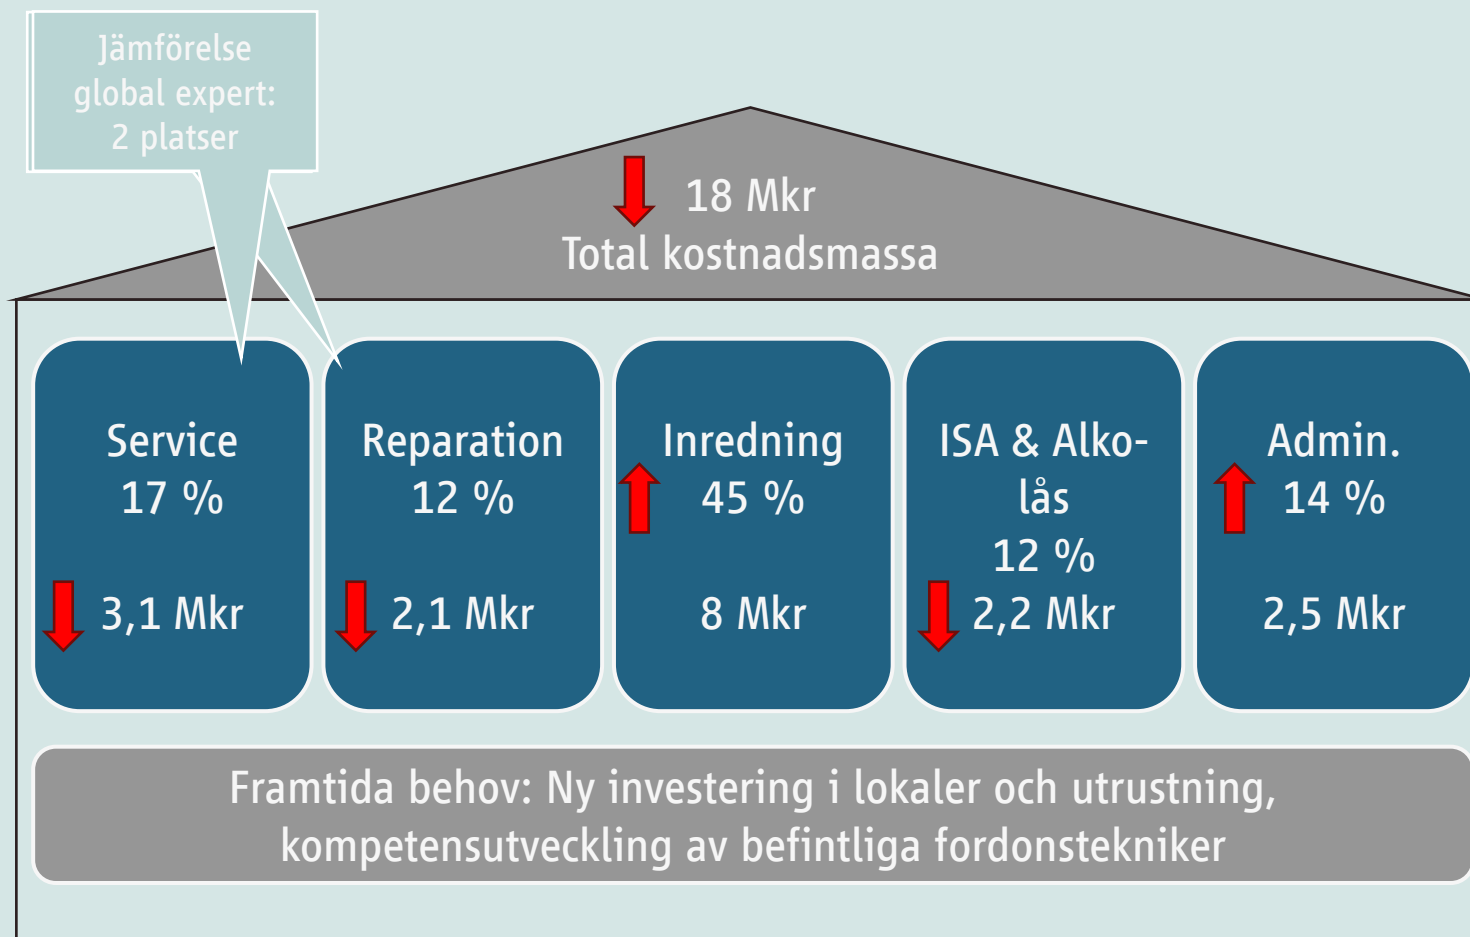 Jämförelse
global expert:
2 platser
18 Mkr
Total kostnadsmassa
Service
17 %
3,1 Mkr
Reparation
12 %
2,1 Mkr
Inredning
45 %
8 Mkr
ISA & Alko-
lås
12 %
2,2 Mkr
Admin.
14 %
2,5 Mkr
Framtida behov: Ny investering i lokaler och utrustning,
kompetensutveckling av befintliga fordonstekniker